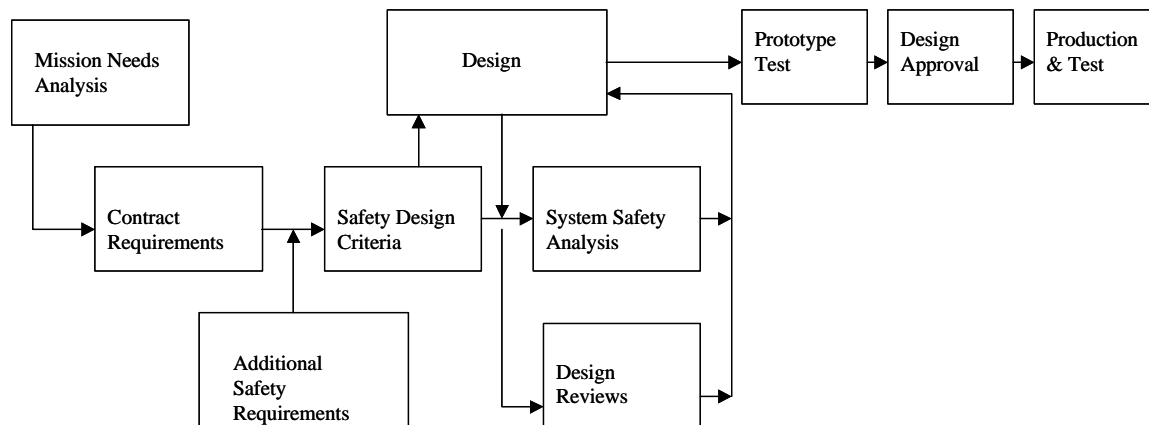 Mission Needs
Analysis
Design
Prototype
Test
Design
Approval
Production
& Test
Contract
Requirements
Safety Design
Criteria
System Safety
Analysis
Additional
Safety
Requirements
Design
Reviews